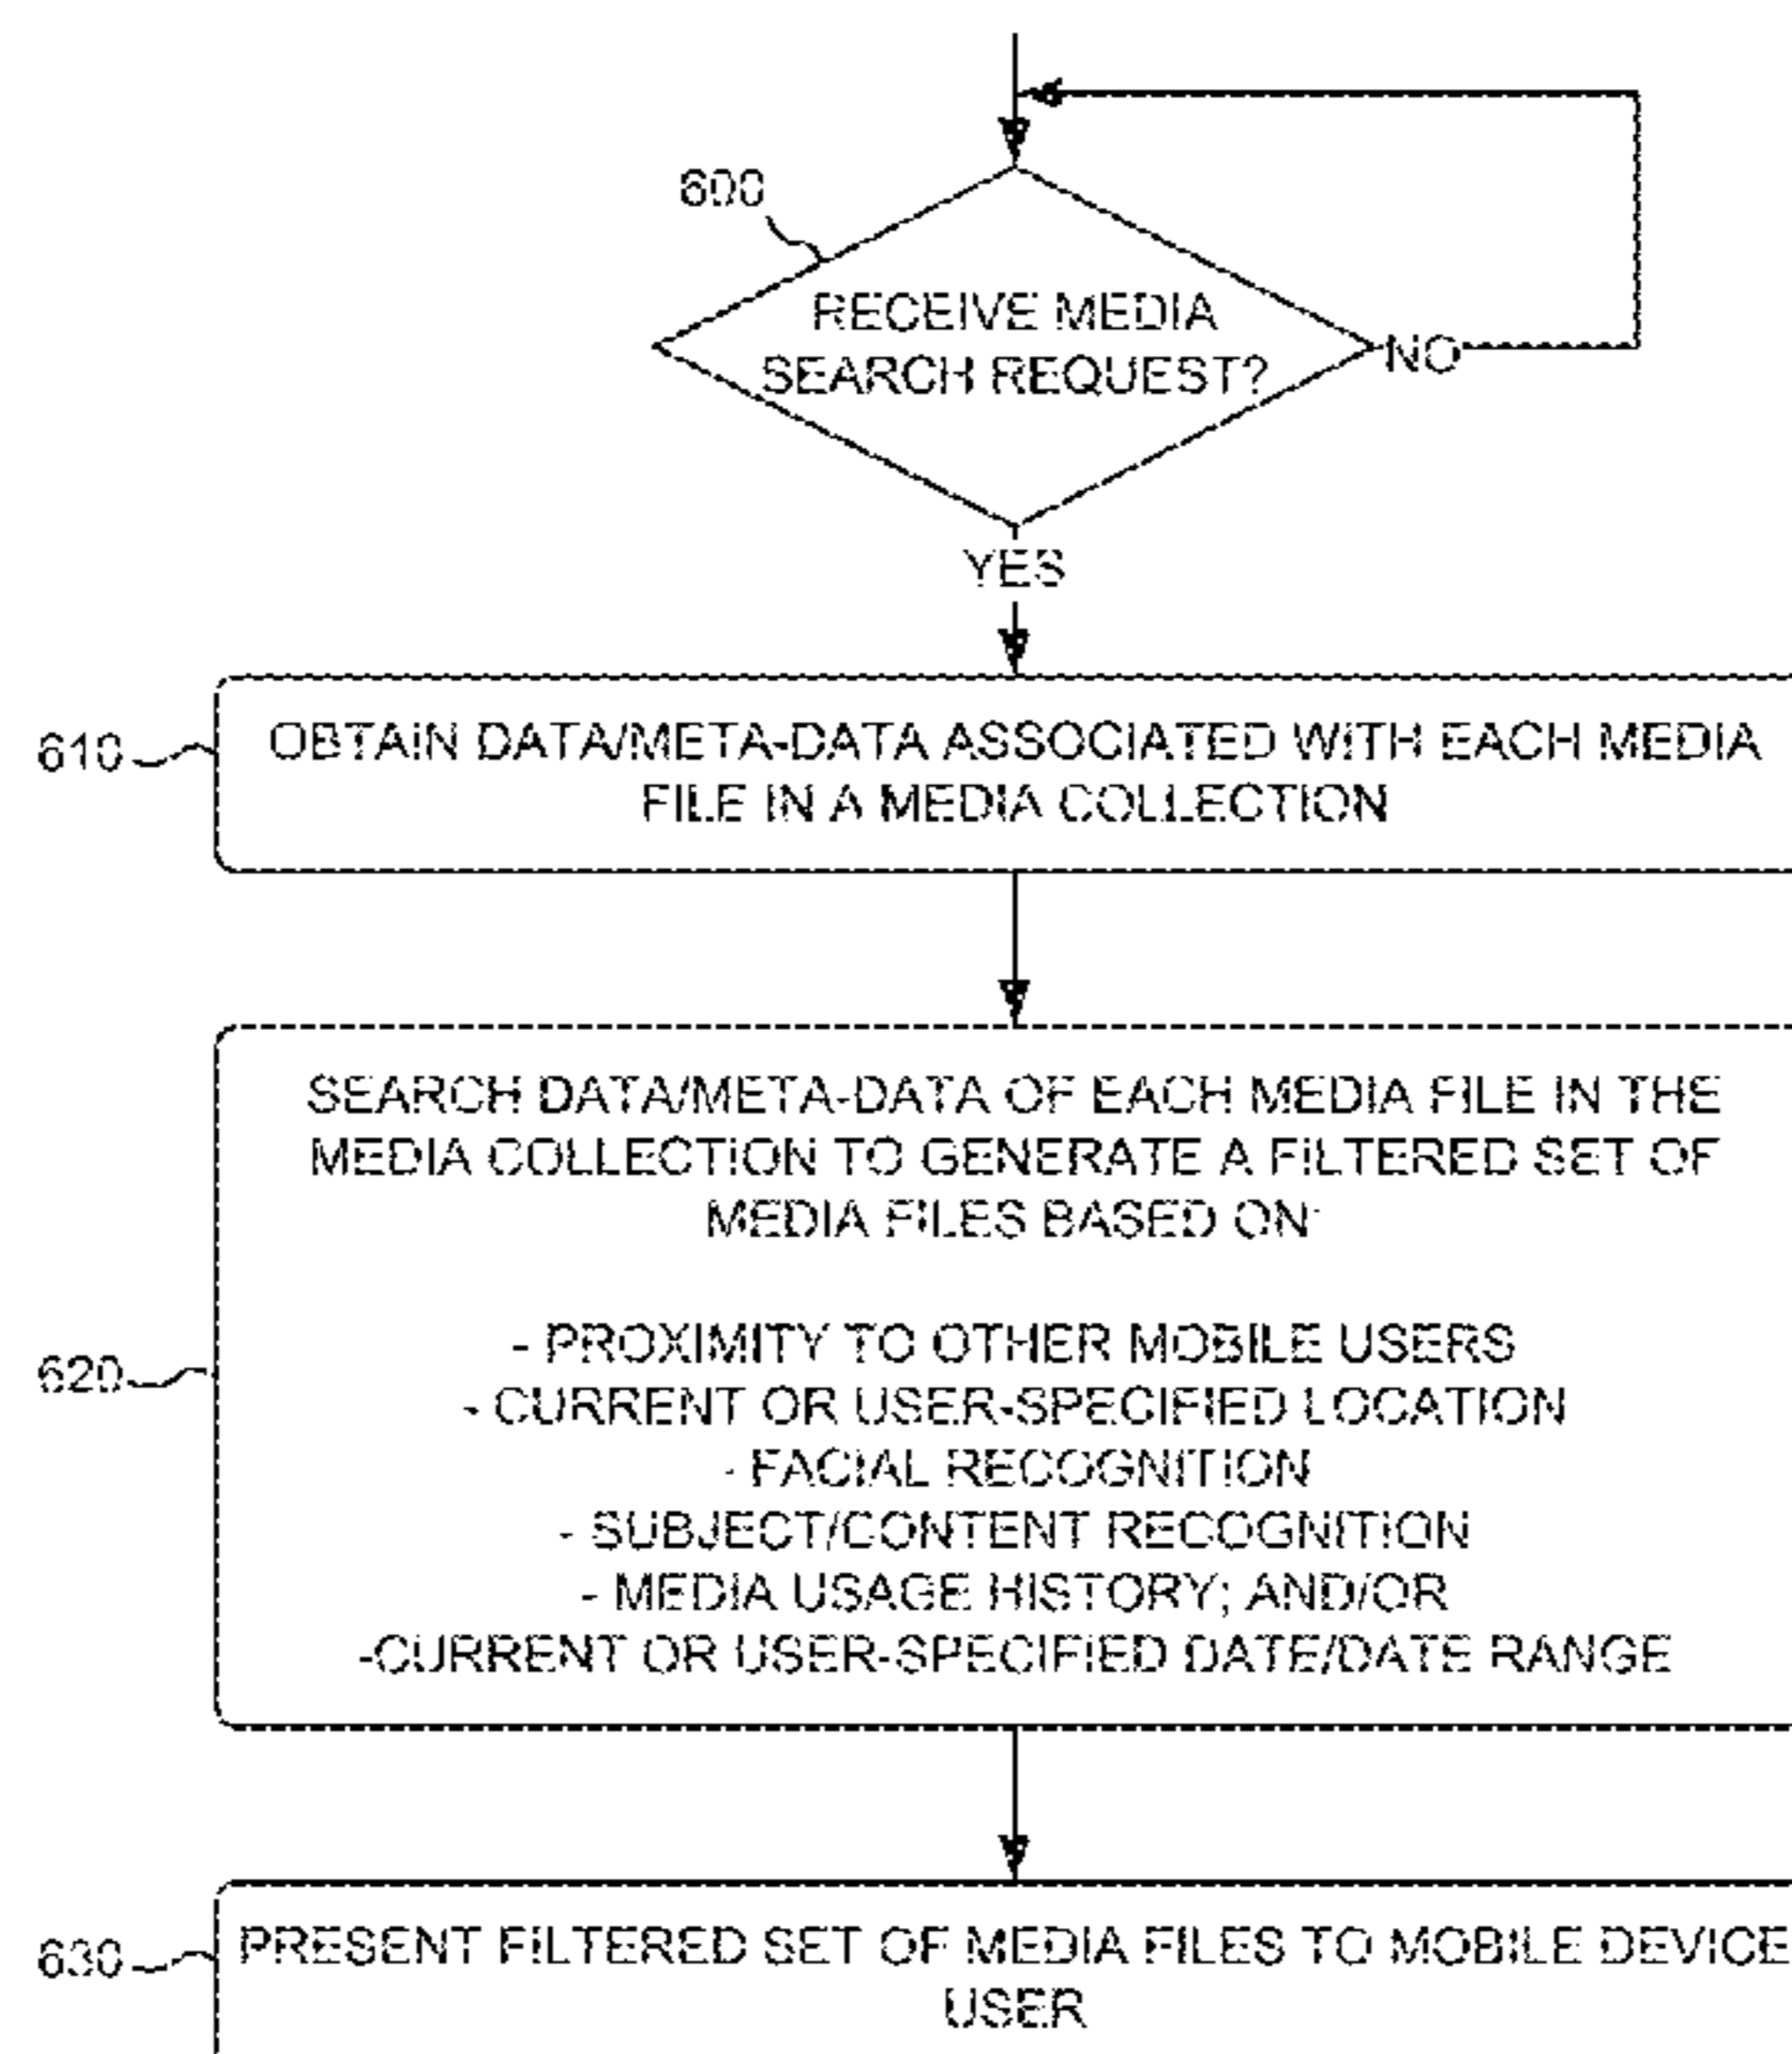 600
RECEIVE MEDIA
SEARCH REQUEST?
NO
YES
610
OBTAIN DATA/META-DATA ASSOCIATED WITH EACH MEDIA
FILE IN A MEDIA COLLECTION
SEARCH DATA/META-DATA OF EACH MEDIA FILE IN THE
MEDIA COLLECTION TO GENERATE A FILTERED SET OF
MEDIA FILES BASED ON:
- PROXIMITY TO OTHER MOBILE USERS
620
- CURRENT OR USER-SPECIFIED LOCATION
- FACIAL RECOGNITION
- SUBJECT/CONTENT RECOGNITION
- MEDIA USAGE HISTORY; AND/OR
-CURRENT OR USER-SPECIFIED DATE/DATE RANGE
630
PRESENT FILTERED SET OF MEDIA FILES TO MOBILE DEVICE
USER